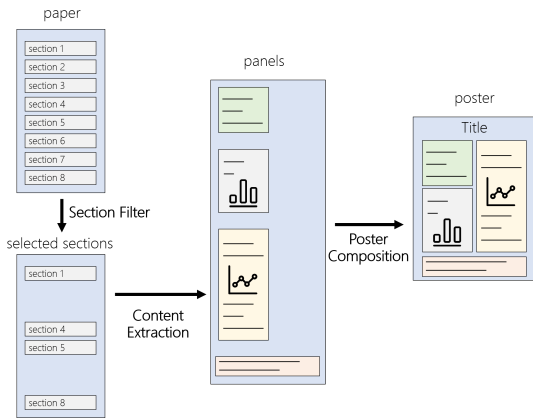 paper
section 1
section 2
section 3
section 4
section 5
section 6
section 7
section 8
Section Filter
selected sections
section 1
section 4
section 5
section 8
Content
Extraction
panels
Poster
Composition
poster
Title